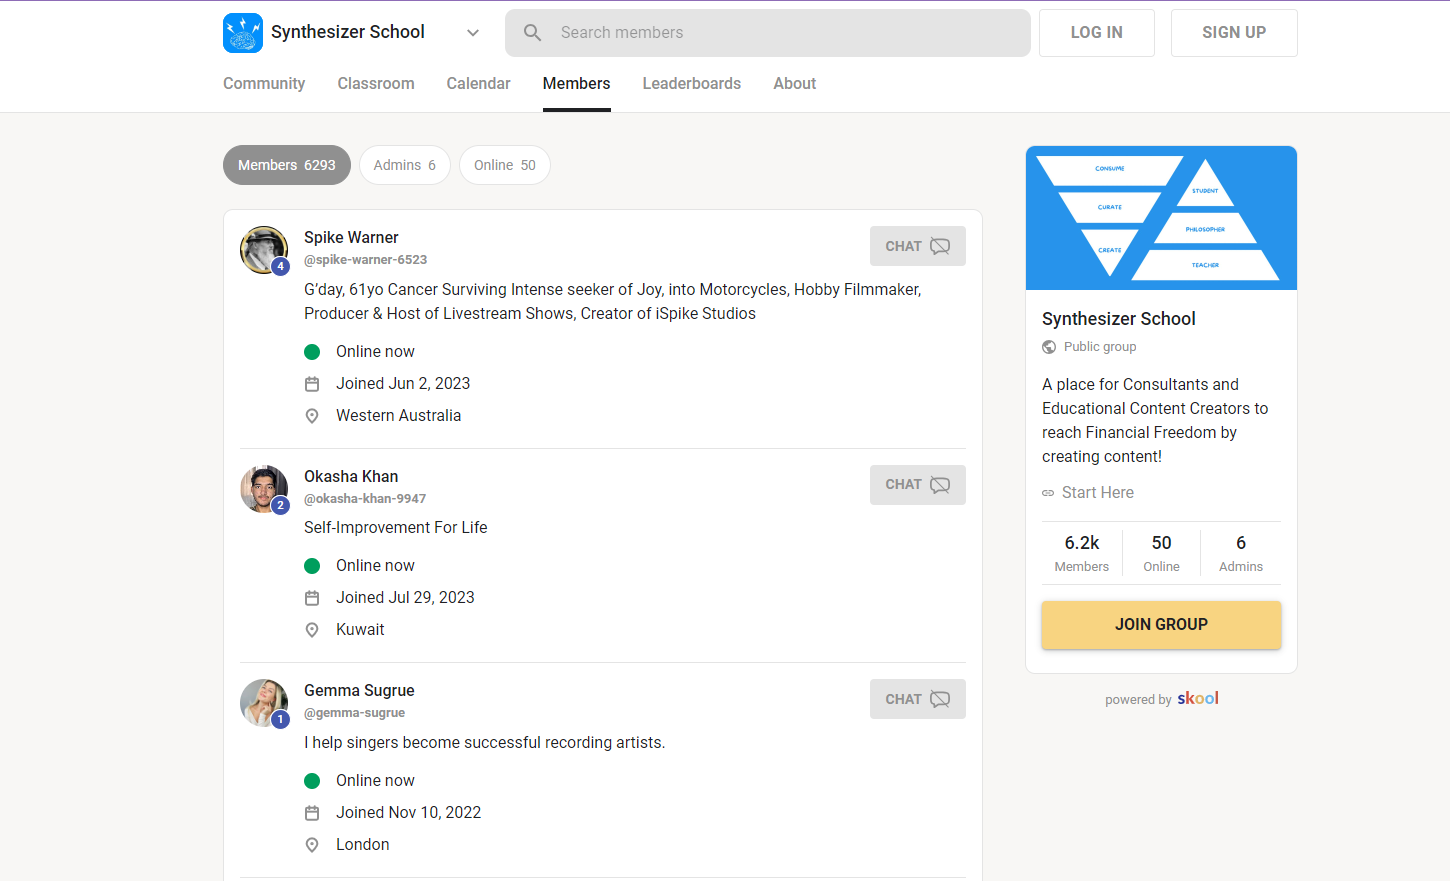 Synthesizer School
Search members
LOG IN
SIGN UP
Community
Classroom
Calendar
Members
Leaderboards
About
Members 6293
Admins 6
Online 50
Spike Warner
@spike-warner-6523
CHAT
4
G'day, 61yo Cancer Surviving Intense seeker of Joy, into Motorcycles, Hobby Filmmaker,
Producer & Host of Livestream Shows, Creator of iSpike Studios
Online now
Joined Jun 2, 2023
Western Australia
Okasha Khan
@okasha-khan-9947
CHAT
2
Self-Improvement For Life
Online now
Joined Jul 29, 2023
Kuwait
Gemma Sugrue
@gemma-sugrue
CHAT
1
I help singers become successful recording artists.
Online now
Joined Nov 10, 2022
London
CONSUME
CURATE
CREATE
STUDENT
PHILOSOPHER
TEACHER
Synthesizer School
Public group
A place for Consultants and
Educational Content Creators to
reach Financial Freedom by
creating content!
Start Here
6.2k
Members
50
Online
6
Admins
JOIN GROUP
powered by skool